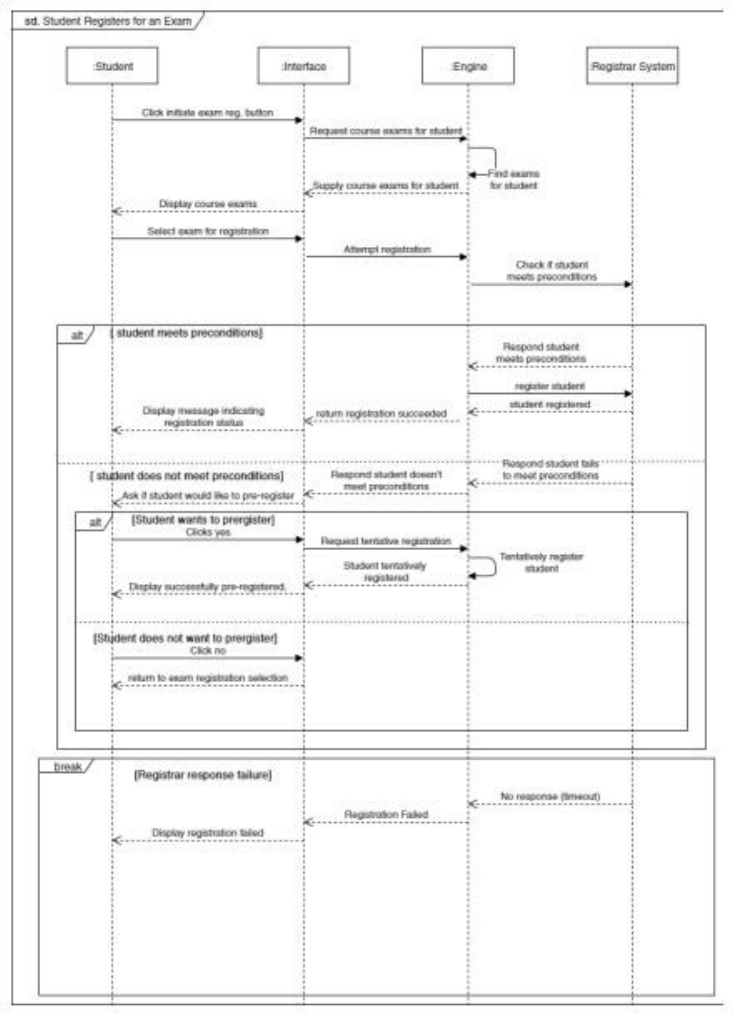 sd. Student Registers for an Exam
:Student
:Interface
:Engine
:Registrar System
Click initiate exam reg. button
Request course exams for student
Find exams
for student
Supply course exams for student
Display course exams
Select exam for registration
Attempt registration
Check if student
meets preconditions
alt
[ student meets preconditions]
Respond student
meets preconditions
register student
student registered
return registration succeeded
Display message indicating
registration status
[ student does not meet preconditions]
Respond student fails
to meet preconditions
Respond student doesn't
meet preconditions
Ask if student would like to pre-register
alt
[Student wants to prergister]
Clicks yes
Request tentative registration
Tentatively register
student
Student tentatively
registered
Display successfully pre-registered.
[Student does not want to prergister]
Click no
return to exam registration selection
break
[Registrar response failure]
No response (timeout)
Registration Failed
Display registration failed